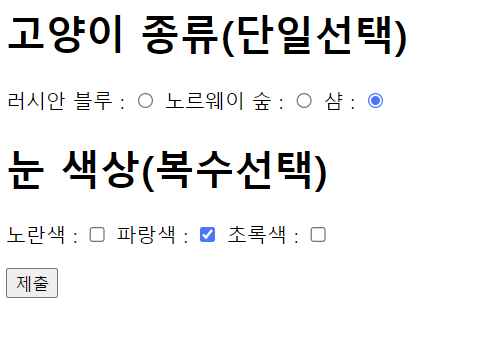 고양이 종류(단일선택)
러시안 블루 : 노르웨이 숲 : 샴 :
눈 색상(복수선택)
노란색 : 파랑색 : 초록색 :
제출